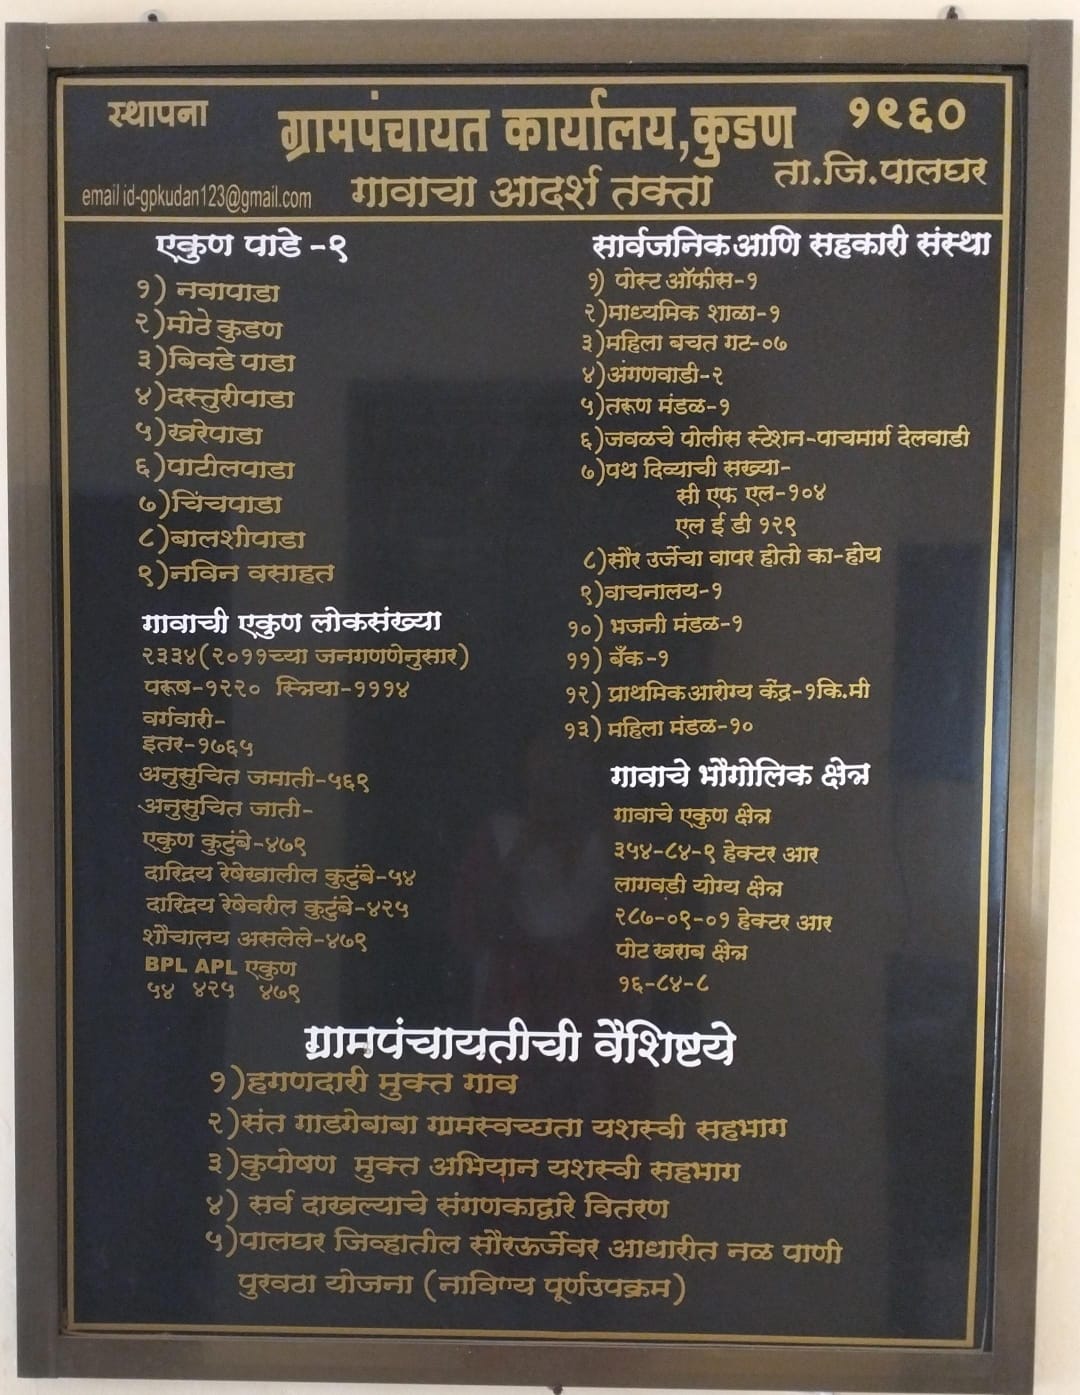 स्थापना
ग्रामपंचायत कार्यालय,कुडण
१९६०
ता.जि.पालघर
email id-gpkudan123@gmail.com
गावाचा आदर्श तक्ता
एकुण पाडे -९
१) नवापाडा
२)मोठे कुडण
३)बिवडे पाडा
४)दस्तुरीपाडा
५)खरेपाडा
६)पाटीलपाडा
७)चिंचपाडा
८)बालशीपाडा
९)नविन वसाहत
गावाची एकुण लोकसंख्या
२३३४(२०११च्या जनगणनेनुसार)
परूष-१२२० स्त्रिया-१११४
वर्गवारी-
इतर-१७६५
अनुसुचित जमाती-५६९
अनुसुचित जाती-
एकुण कुटुंबे-४७९
दारिद्रय रेषेखालील कुटुंबे-५४
दारिद्रय रेषेवरील कुटुंबे-४२५
शौचालय असलेले-४७९
BPL APL एकुण
५४ ४२५ ४७९
सार्वजनिक आणि सहकारी संस्था
१) पोस्ट ऑफीस-१
२)माध्यमिक शाळा-१
३)महिला बचत गट-०७
४)अंगणवाडी-२
५)तरूण मंडळ-१
६)जवळचे पोलीस स्टेशन-पाचमार्ग देलवाडी
७)पथ दिव्याची सख्या-
सी एफ एल-१०४
एल ई डी १२९
८)सौर उर्जेचा वापर होतो का-होय
९)वाचनालय-१
१०) भजनी मंडळ-१
११) बँक-१
१२) प्राथमिक आरोग्य केंद्र-१कि.मी
१३) महिला मंडळ-१०
गावाचे भौगोलिक क्षेत्र
गावाचे एकुण क्षेत्र
३५४-८४-९ हेक्टर आर
लागवडी योग्य क्षेत्र
२८७-०९-०१ हेक्टर आर
पोट खराब क्षेत्र
१६-८४-८
ग्रामपंचायतीची वैशिष्टये
१)हगणदारी मुक्त गाव
२)संत गाडगेबाबा ग्रामस्वच्छता यशस्वी सहभाग
३)कुपोषण मुक्त अभियान यशस्वी सहभाग
४) सर्व दाखल्याचे संगणकाद्वारे वितरण
५)पालघर जिल्हातील सौरऊर्जेवर आधारीत नळ पाणी
पुरवठा योजना (नाविण्य पूर्णउपक्रम)